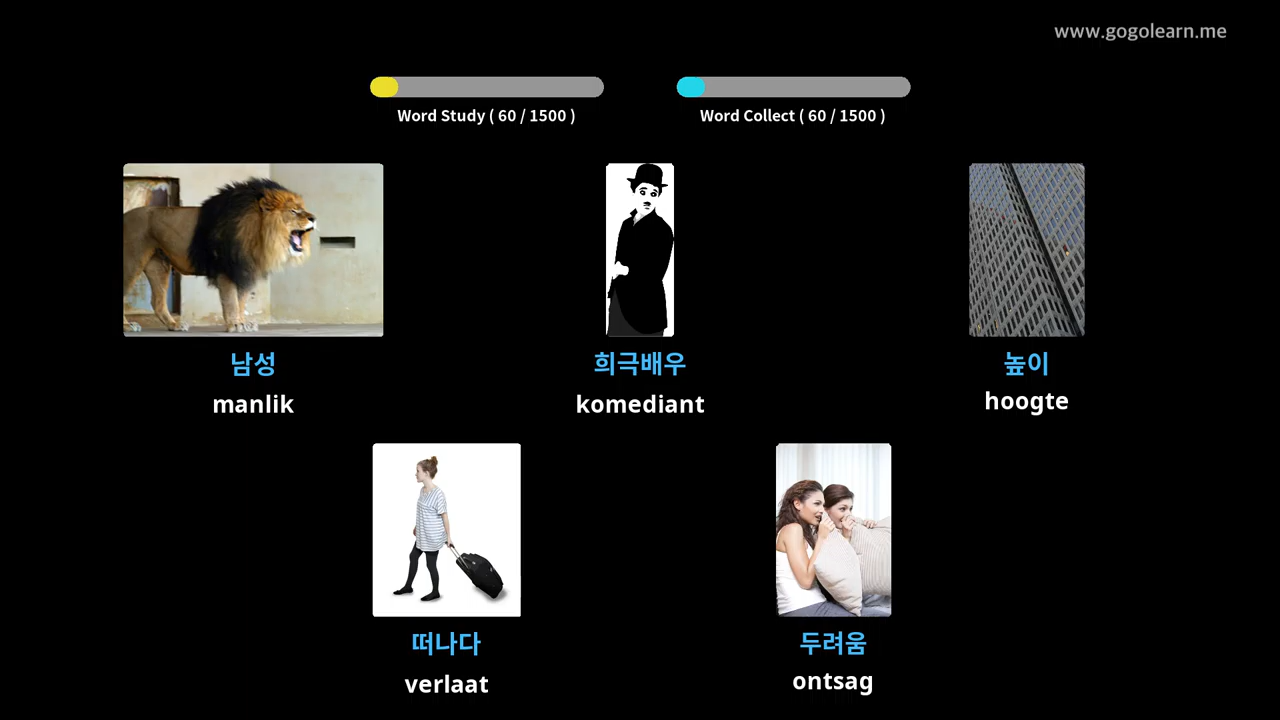 www.gogolearn.me
Word Study ( 60 / 1500 )
Word Collect ( 60 / 1500 )
남성
manlik
희극배우
komediant
높이
hoogte
떠나다
verlaat
두려움
ontsag